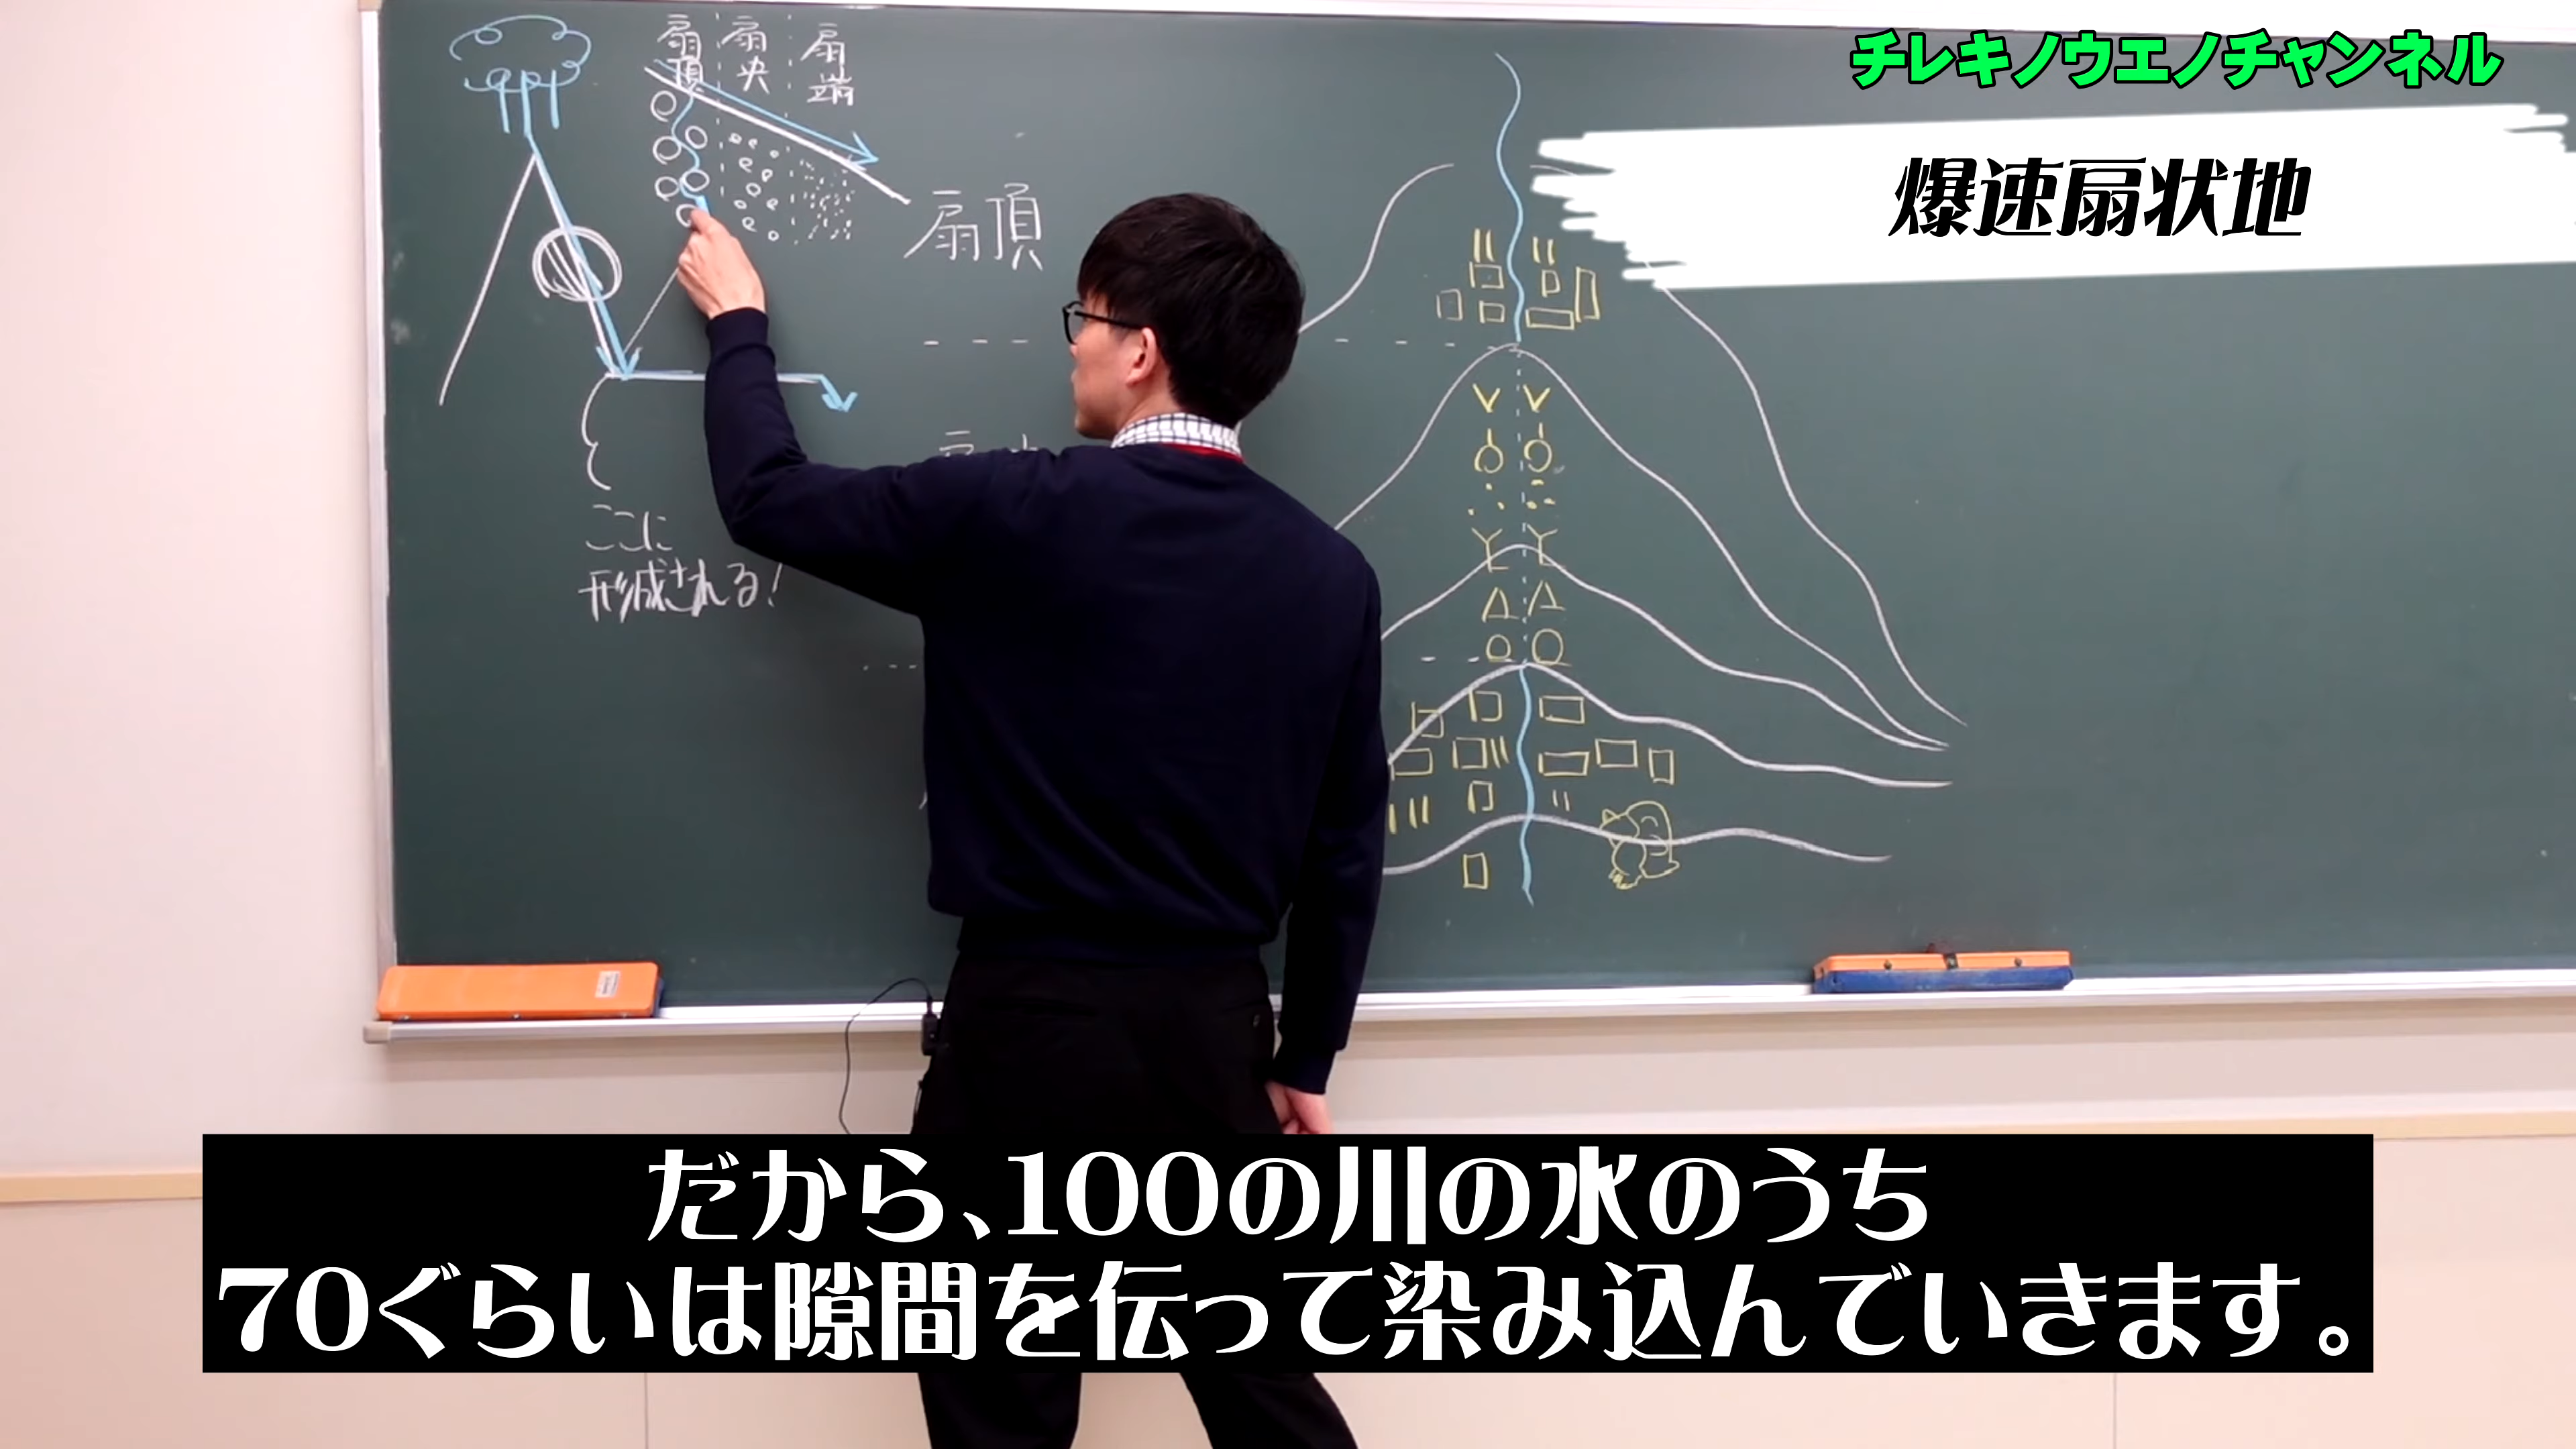 チレキノウエノチャンネル
爆速扇状地
扇頂
扇央
扇端
扇頂
ここに
形成される!
だから、100の川の水のうち
70ぐらいは隙間を伝って染み込んでいきます。